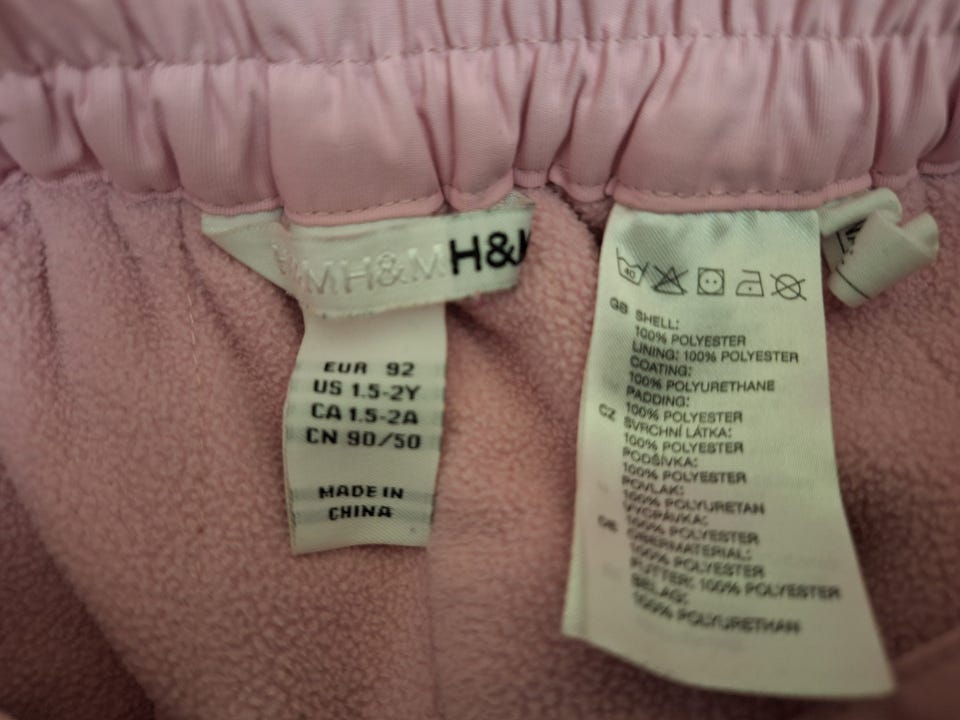 H&M H&M
EUR 92
US 1.5-2Y
CA 1.5-2A
CN 90/50
MADE IN
CHINA
40
GB SHELL:
100% POLYESTER
LINING: 100% POLYESTER
COATING:
100% POLYURETHANE
PADDING:
100% POLYESTER
CZ SVRCHNÍ LÁTKA:
100% POLYESTER
PODŠÍVKA:
100% POLYESTER
POVLAK:
100% POLYURETAN
VYCPÁVKA:
100% POLYESTER
DE OBERMATERIAL:
100% POLYESTER
FUTTER: 100% POLYESTER
BELAG:
100% POLYURETHAN